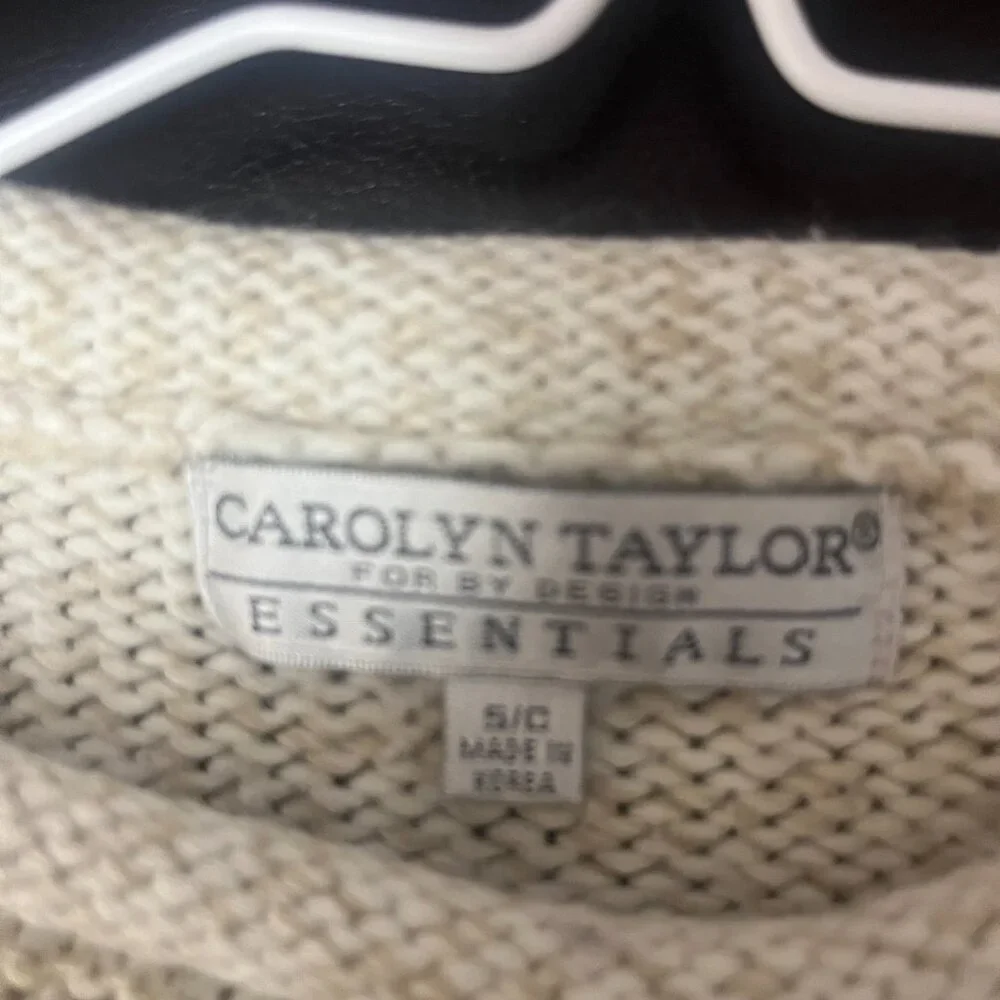 CAROLYN TAYLOR®
FOR BY DESIGN
ESSENTIALS
S/C
MADE IN
KOREA